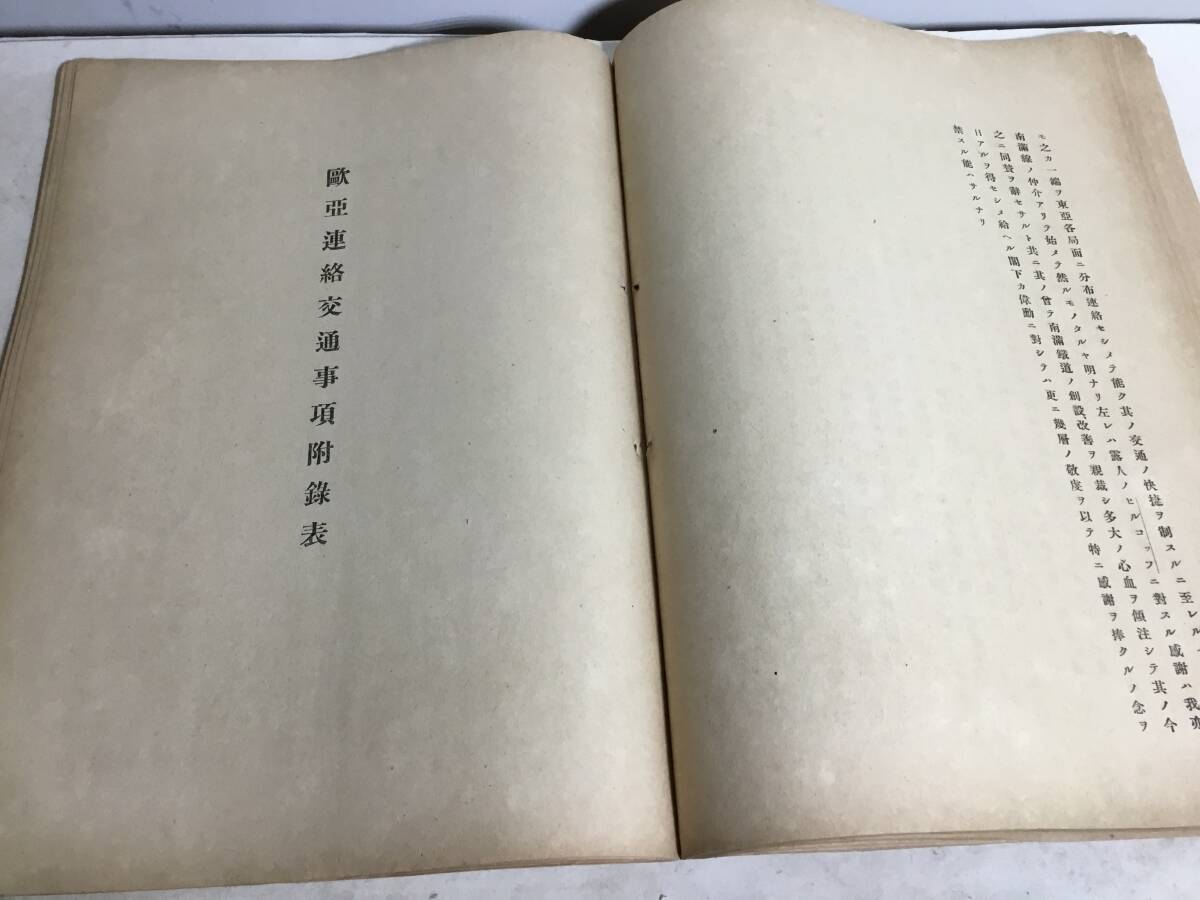 モ之カ一端ヲ東亞各局面ニ分布連絡セシメテ能ク其ノ交通ノ快捷ヲ制スルニ至レル
南滿線ノ仲介アリテ始メテ然ルモノタルヤ明ナリ左レハ露人ノヒルコッフニ對スル感謝ハ我亦
之ニ同賛ヲ辭セサルト共ニ其ノ曾テ南滿鐵道ノ創設、改善ヲ親裁シ多大ノ心血ヲ傾注シテ其ノ今
日アルヲ得セシメ給ヘル閣下カ偉勳ニ對シテハ更ニ幾層ノ敬虔ヲ以テ特ニ感謝ヲ捧クルノ念ヲ
禁スル能ハサルナリ
歐亞連絡交通事項附錄表